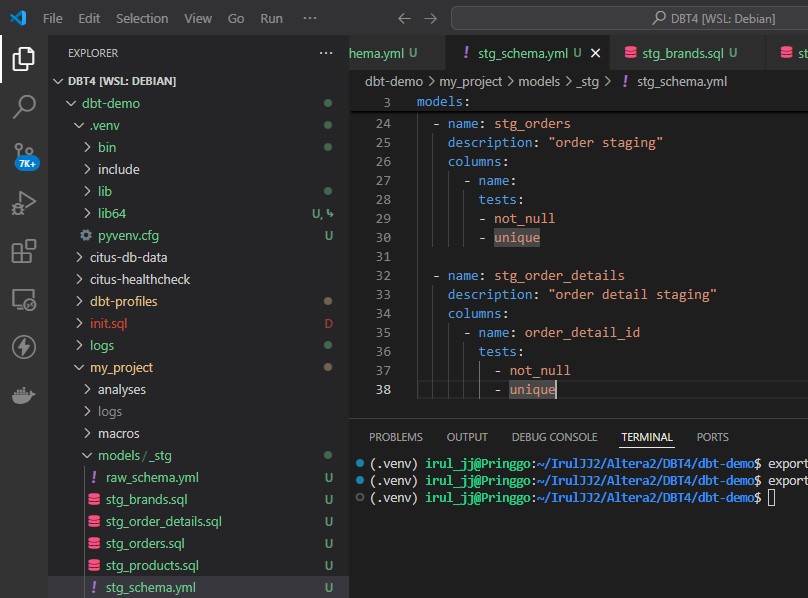 File Edit Selection View Go Run ···
DBT4 [WSL: Debian]
EXPLORER ···
DBT4 [WSL: DEBIAN]
dbt-demo
.venv
bin
include
lib
lib64 U,
pyvenv.cfg U
citus-db-data
citus-healthcheck
dbt-profiles
init.sql D
logs
my_project
analyses
logs
macros
models/_stg
raw_schema.yml U
stg_brands.sql U
stg_order_details.sql U
stg_orders.sql U
stg_products.sql U
stg_schema.yml U
7K+
hema.yml U ! stg_schema.yml U stg_brands.sql U st
dbt-demo > my_project > models > _stg > ! stg_schema.yml
3 models:
24 - name: stg_orders
25 description: "order staging"
26 columns:
27 - name:
28 tests:
29 - not_null
30 - unique
31
32 - name: stg_order_details
33 description: "order detail staging"
34 columns:
35 - name: order_detail_id
36 tests:
37 - not_null
38 - unique
PROBLEMS OUTPUT DEBUG CONSOLE TERMINAL PORTS
(.venv) irul_jj@Pringgo:~/IrulJJ2/Altera2/DBT4/dbt-demo$ export
(.venv) irul_jj@Pringgo:~/IrulJJ2/Altera2/DBT4/dbt-demo$ export
(.venv) irul_jj@Pringgo:~/IrulJJ2/Altera2/DBT4/dbt-demo$